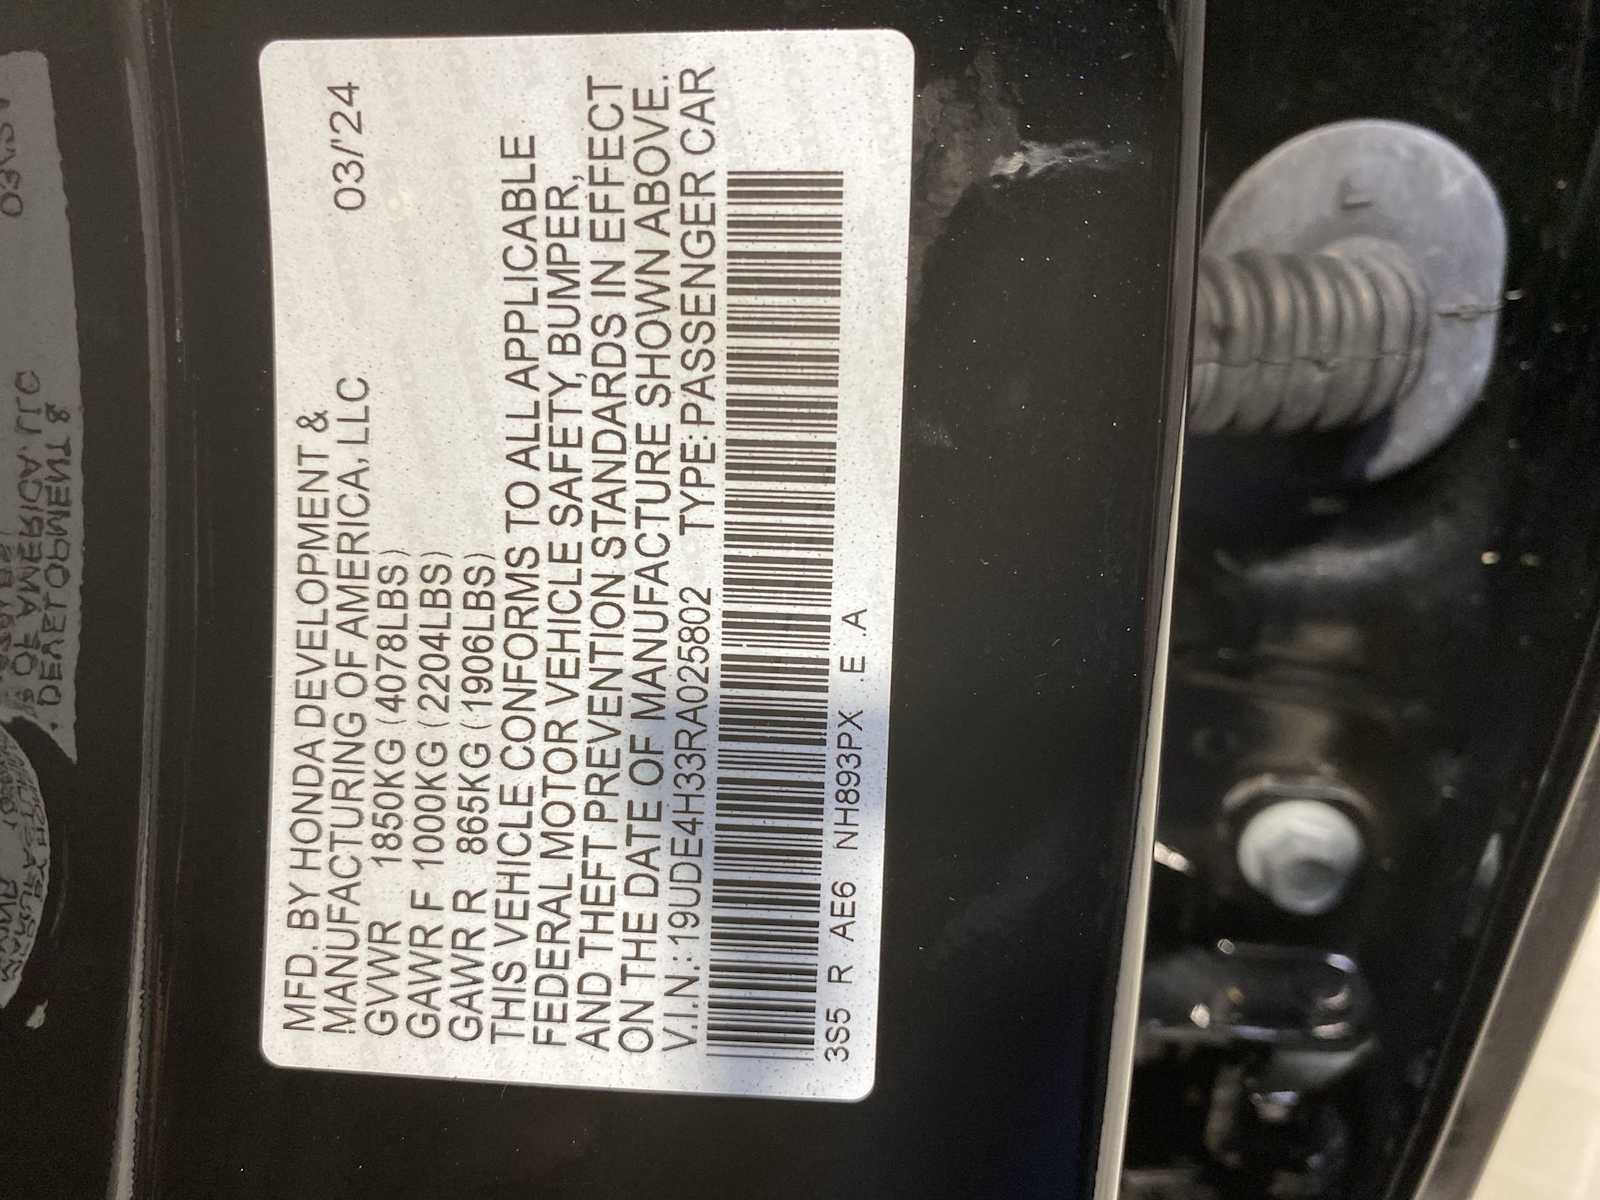 MFD. BY HONDA DEVELOPMENT &
MANUFACTURING OF AMERICA, LLC 03/'24
GVWR 1850KG (4078LBS)
GAWR F 1000KG (2204LBS)
GAWR R 865KG (1906LBS)
THIS VEHICLE CONFORMS TO ALL APPLICABLE
FEDERAL MOTOR VEHICLE SAFETY, BUMPER,
AND THEFT PREVENTION STANDARDS IN EFFECT
ON THE DATE OF MANUFACTURE SHOWN ABOVE.
V.I.N.: 19UDE4H33RA025802 TYPE: PASSENGER CAR
3S5 R AE6 NH893PX E .A